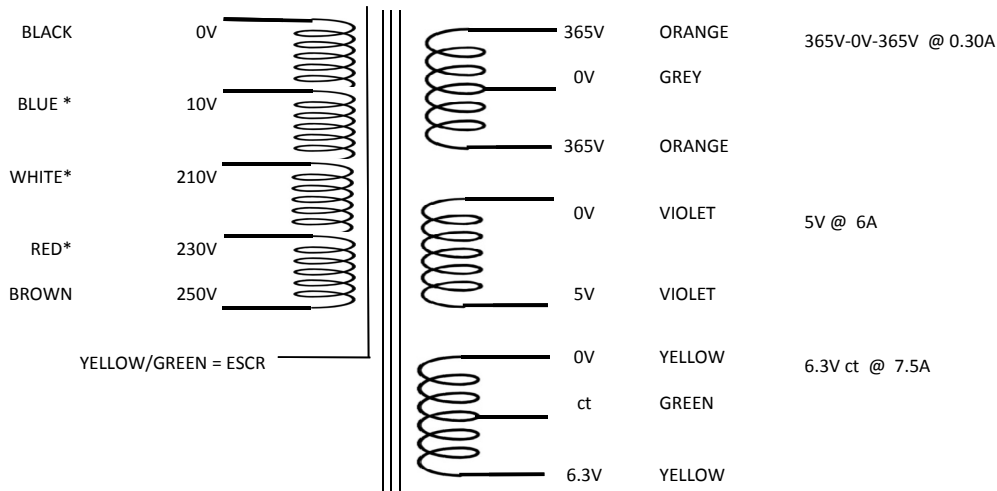 BLACK 0V
BLUE * 10V
WHITE* 210V
RED* 230V
BROWN 250V
YELLOW/GREEN = ESCR
365V ORANGE 365V-0V-365V @ 0.30A
0V GREY
365V ORANGE
0V VIOLET 5V @ 6A
5V VIOLET
0V YELLOW 6.3V ct @ 7.5A
ct GREEN
6.3V YELLOW